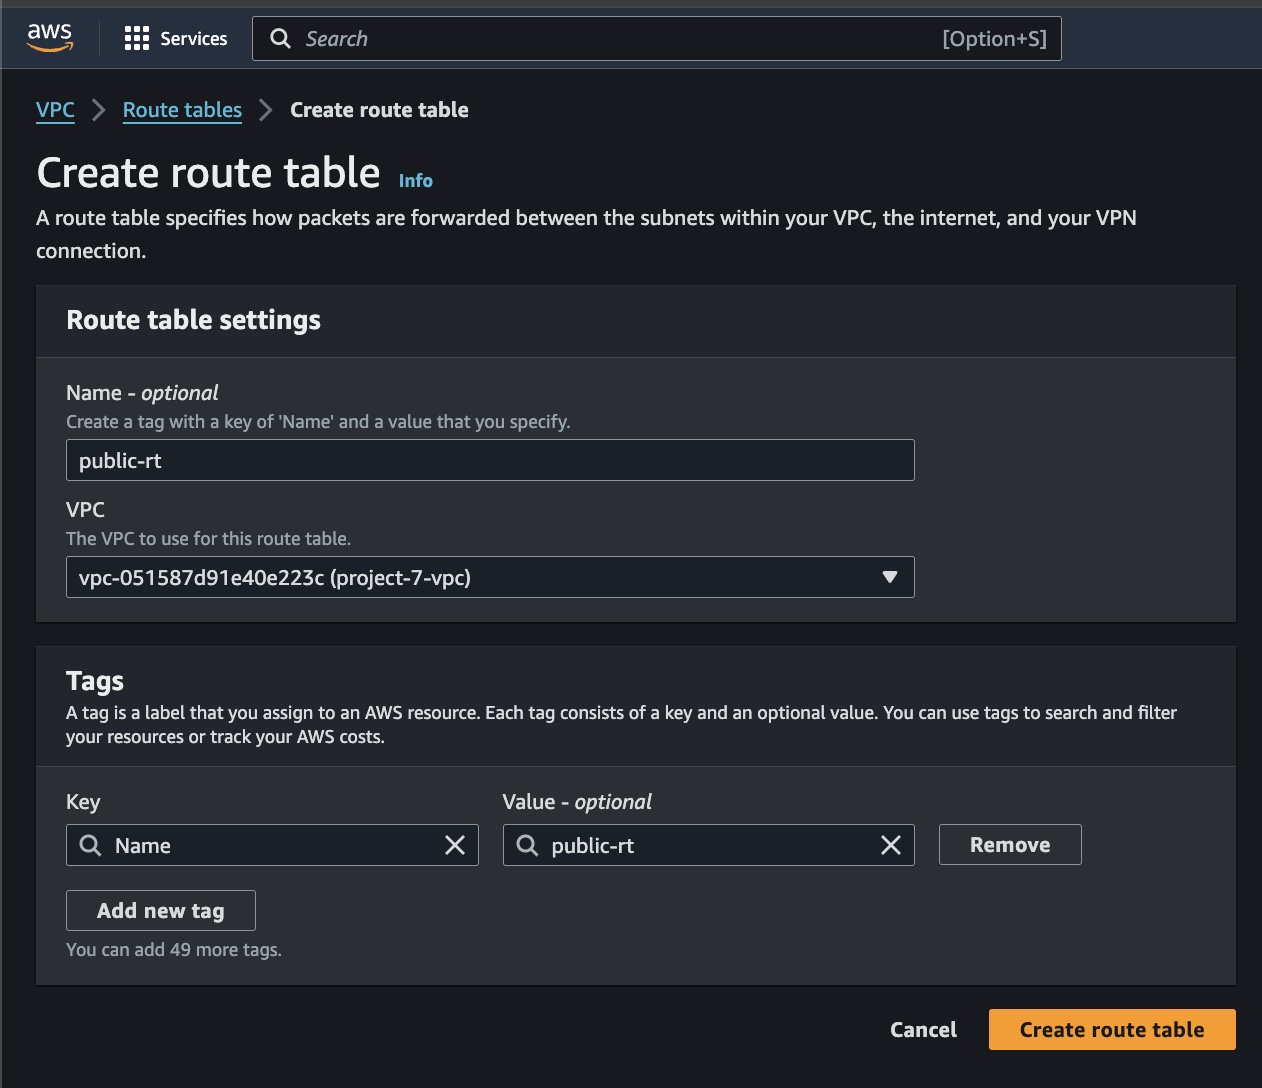 aws
Services
Search
[Option+S]
VPC
Route tables
Create route table
Create route table
Info
A route table specifies how packets are forwarded between the subnets within your VPC, the internet, and your VPN
connection.
Route table settings
Name - optional
Create a tag with a key of 'Name' and a value that you specify.
public-rt
VPC
The VPC to use for this route table.
vpc-051587d91e40e223c (project-7-vpc)
Tags
A tag is a label that you assign to an AWS resource. Each tag consists of a key and an optional value. You can use tags to search and filter
your resources or track your AWS costs.
Key
Value - optional
Name
public-rt
Remove
Add new tag
You can add 49 more tags.
Cancel
Create route table